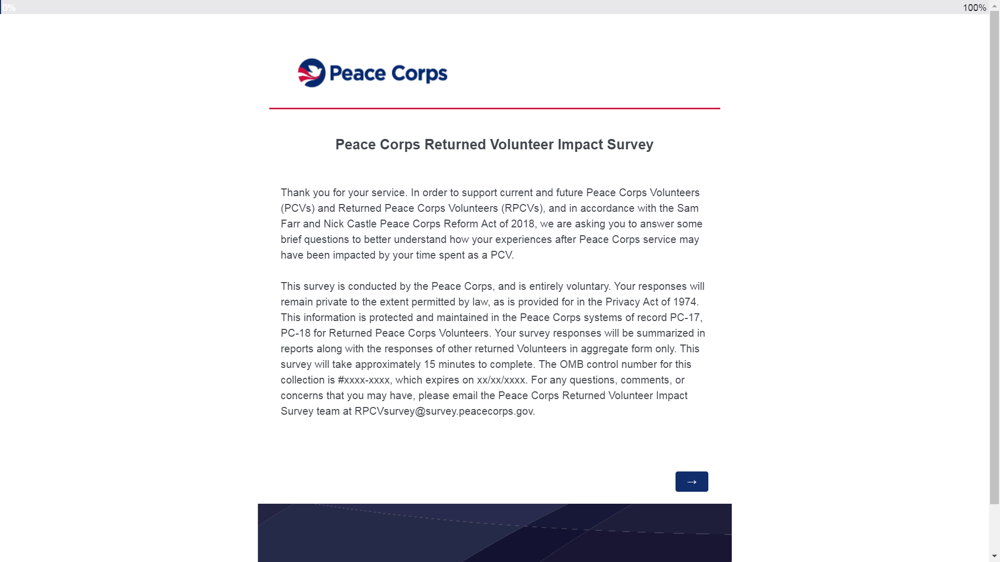 0% 100%
Peace Corps
Peace Corps Returned Volunteer Impact Survey
Thank you for your service. In order to support current and future Peace Corps Volunteers
(PCVs) and Returned Peace Corps Volunteers (RPCVs), and in accordance with the Sam
Farr and Nick Castle Peace Corps Reform Act of 2018, we are asking you to answer some
brief questions to better understand how your experiences after Peace Corps service may
have been impacted by your time spent as a PCV.
This survey is conducted by the Peace Corps, and is entirely voluntary. Your responses will
remain private to the extent permitted by law, as is provided for in the Privacy Act of 1974.
This information is protected and maintained in the Peace Corps systems of record PC-17,
PC-18 for Returned Peace Corps Volunteers. Your survey responses will be summarized in
reports along with the responses of other returned Volunteers in aggregate form only. This
survey will take approximately 15 minutes to complete. The OMB control number for this
collection is #xxxx-xxxx, which expires on xx/xx/xxxx. For any questions, comments, or
concerns that you may have, please email the Peace Corps Returned Volunteer Impact
Survey team at RPCVsurvey@survey.peacecorps.gov.
→